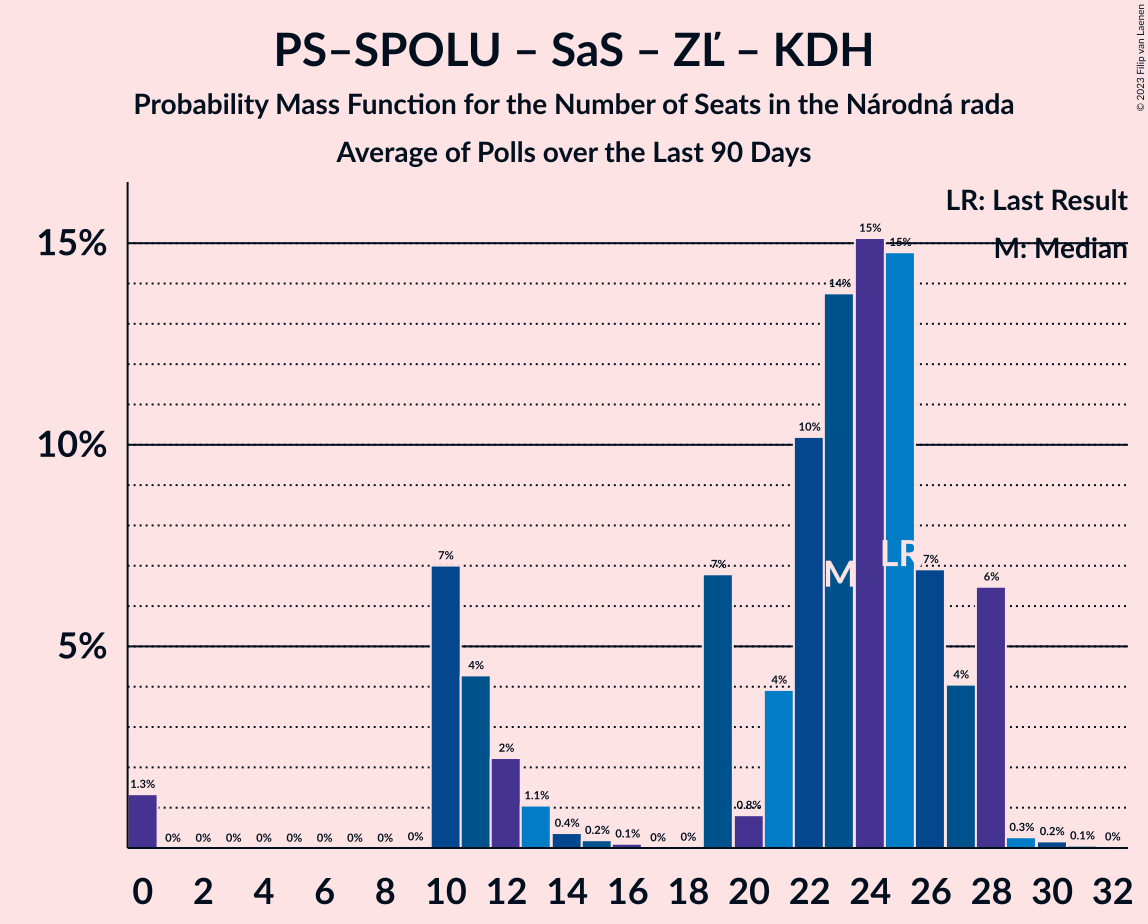 PS–SPOLU – SaS – ZĽ – KDH
Probability Mass Function for the Number of Seats in the Národná rada
Average of Polls over the Last 90 Days
© 2023 Filip van Laenen
LR: Last Result
M: Median
15%
10%
5%
1.3% 0% 0% 0% 0% 0% 0% 0% 0% 0% 7% 4% 2% 1.1% 0.4% 0.2% 0.1% 0% 0% 7% 0.8% 4% 10% 14% 15% 15% 7% 4% 6% 0.3% 0.2% 0.1% 0%
M LR
0 2 4 6 8 10 12 14 16 18 20 22 24 26 28 30 32